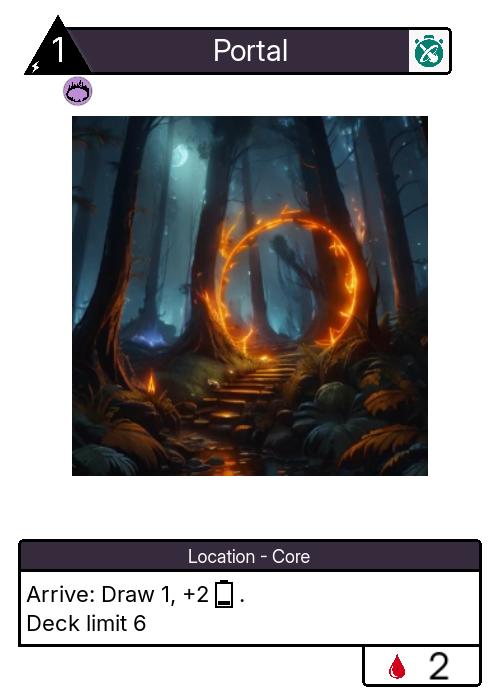 1
Portal
Location - Core
Arrive: Draw 1, +2 .
Deck limit 6
2